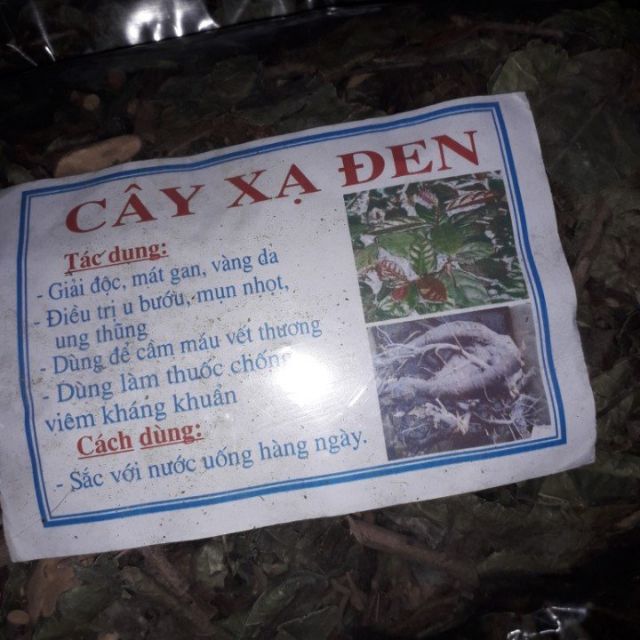 CÂY XẠ ĐEN
Tác dung:
- Giải độc, mát gan, vàng da
- Điều trị u bướu, mụn nhọt,
ung thũng
- Dùng để cầm máu vết thương
- Dùng làm thuốc chống
viêm kháng khuẩn
Cách dùng:
- Sắc với nước uống hàng ngày.